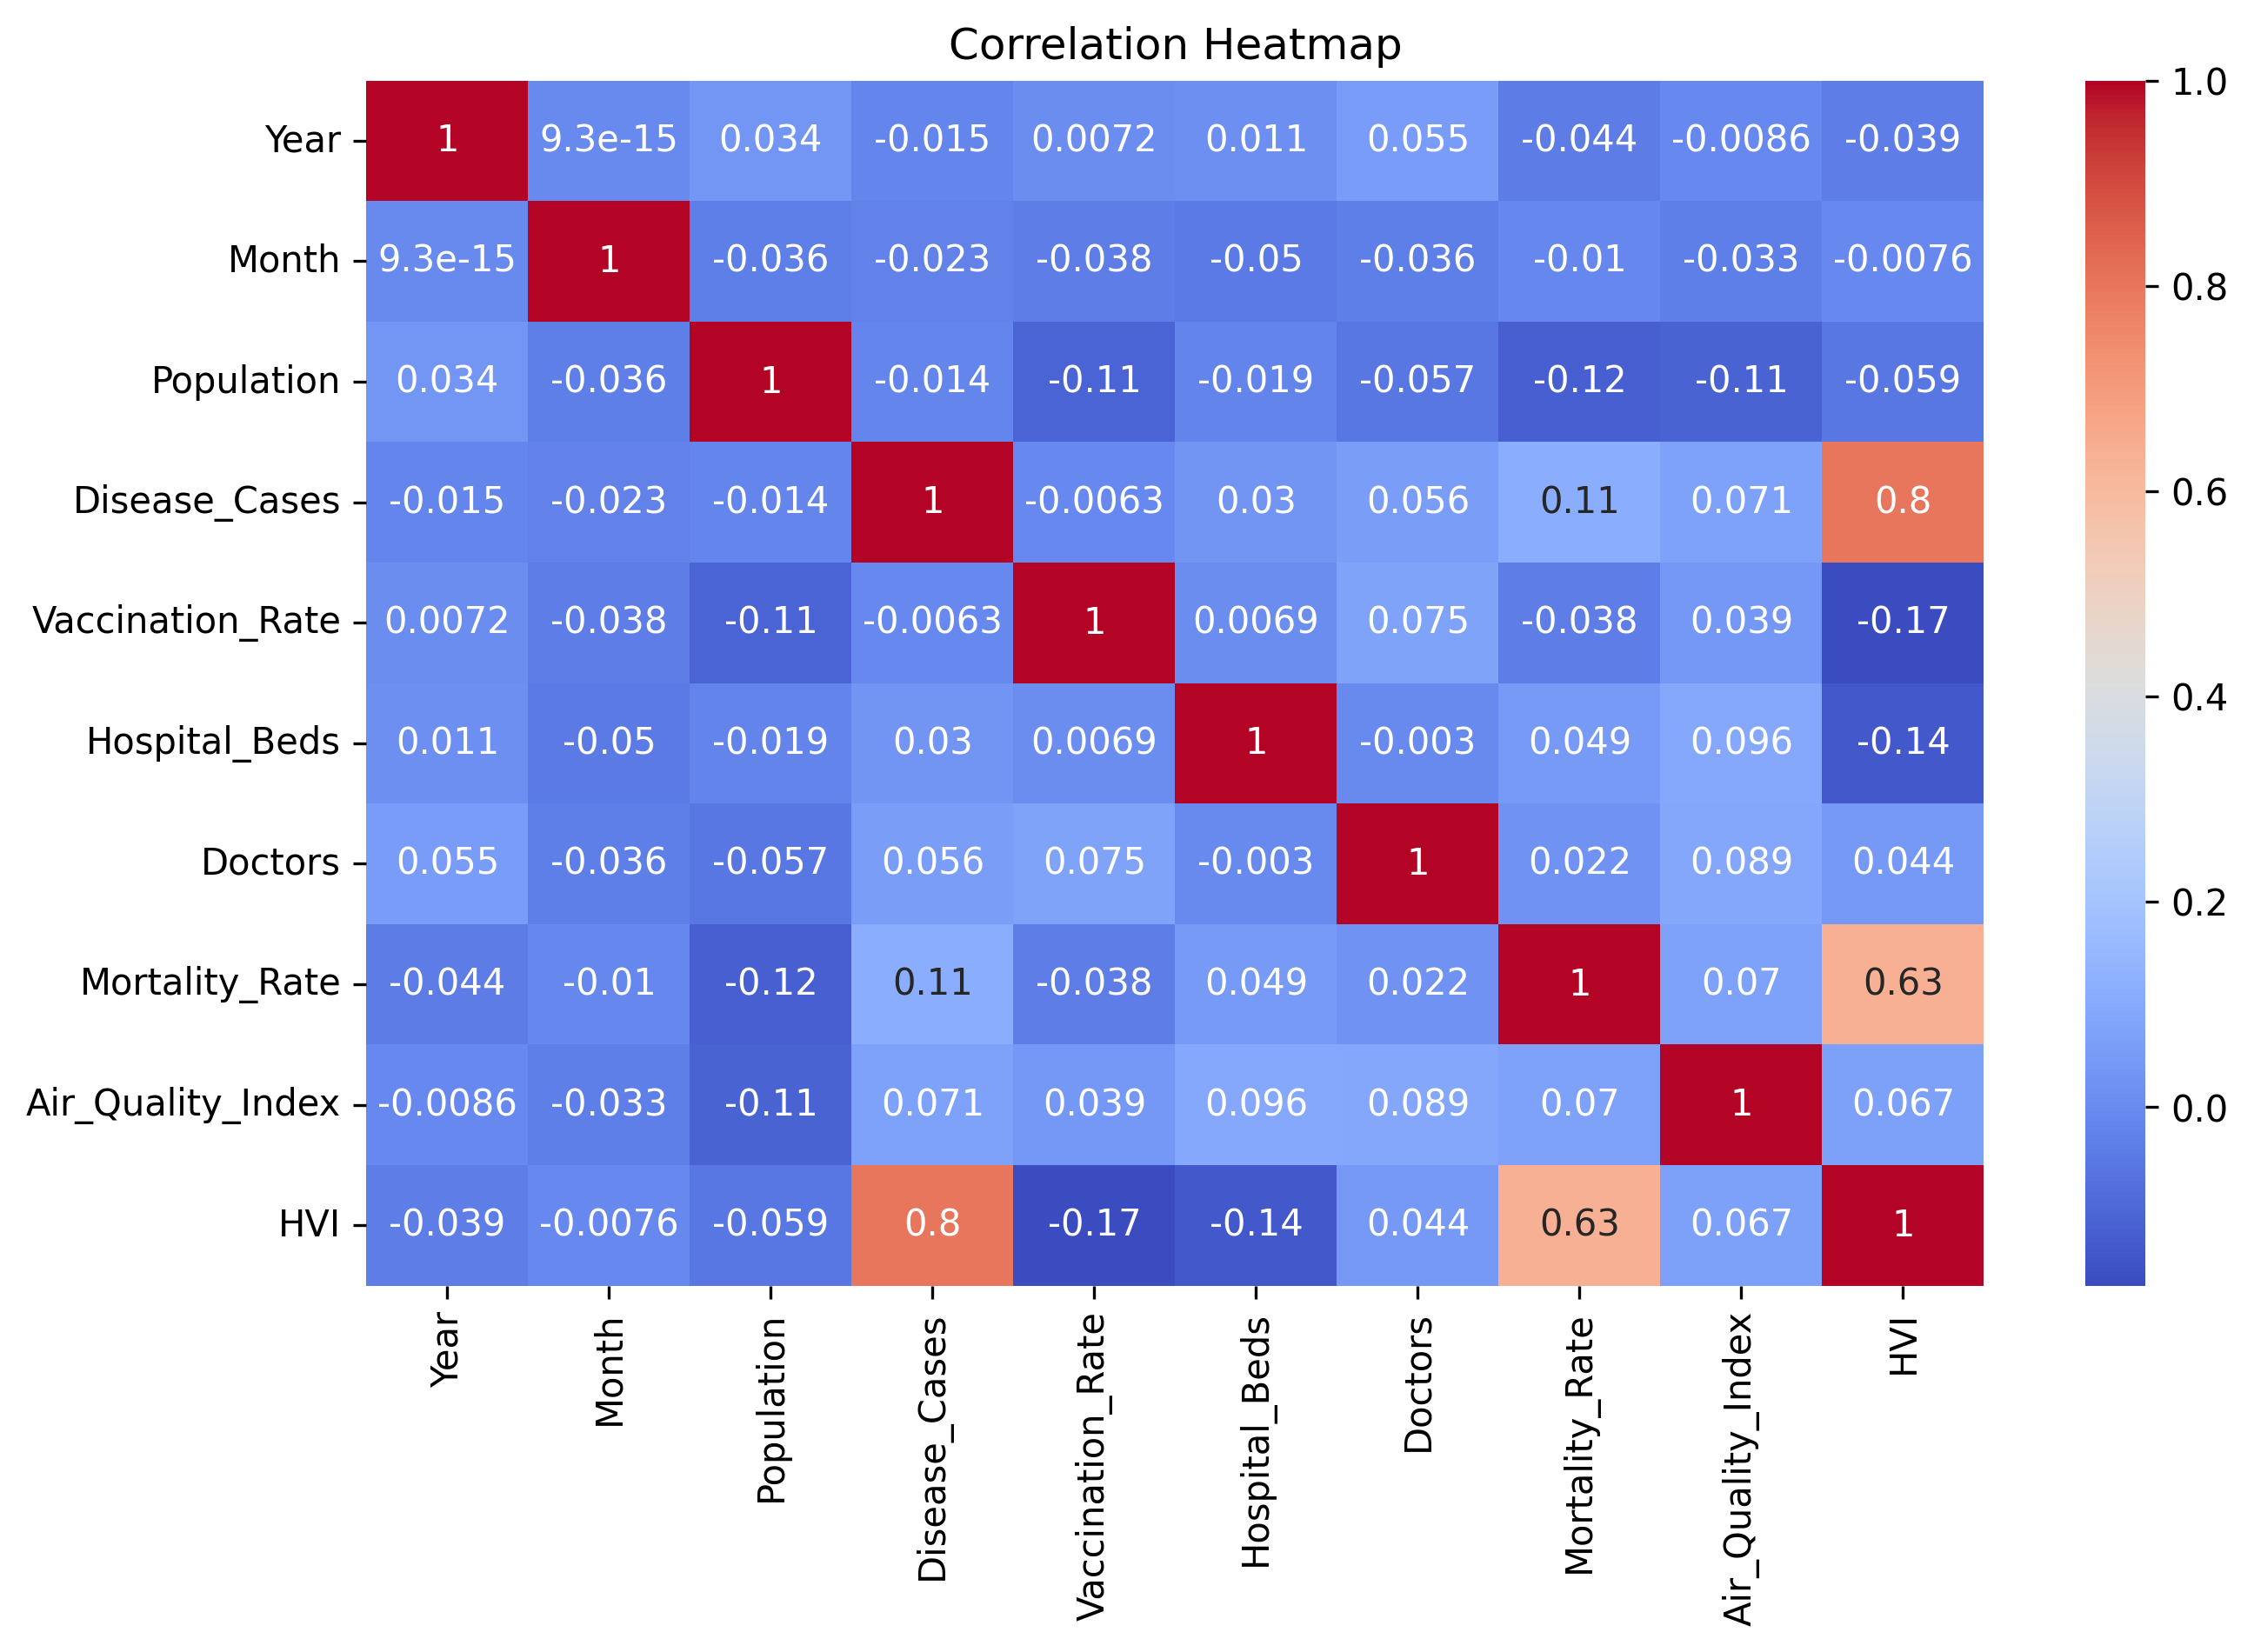 Correlation Heatmap
Year 1 9.3e-15 0.034 -0.015 0.0072 0.011 0.055 -0.044 -0.0086 -0.039
Month 9.3e-15 1 -0.036 -0.023 -0.038 -0.05 -0.036 -0.01 -0.033 -0.0076
Population 0.034 -0.036 1 -0.014 -0.11 -0.019 -0.057 -0.12 -0.11 -0.059
Disease_Cases -0.015 -0.023 -0.014 1 -0.0063 0.03 0.056 0.11 0.071 0.8
Vaccination_Rate 0.0072 -0.038 -0.11 -0.0063 1 0.0069 0.075 -0.038 0.039 -0.17
Hospital_Beds 0.011 -0.05 -0.019 0.03 0.0069 1 -0.003 0.049 0.096 -0.14
Doctors 0.055 -0.036 -0.057 0.056 0.075 -0.003 1 0.022 0.089 0.044
Mortality_Rate -0.044 -0.01 -0.12 0.11 -0.038 0.049 0.022 1 0.07 0.63
Air_Quality_Index -0.0086 -0.033 -0.11 0.071 0.039 0.096 0.089 0.07 1 0.067
HVI -0.039 -0.0076 -0.059 0.8 -0.17 -0.14 0.044 0.63 0.067 1
Year
Month
Population
Disease_Cases
Vaccination_Rate
Hospital_Beds
Doctors
Mortality_Rate
Air_Quality_Index
HVI
1.0
0.8
0.6
0.4
0.2
0.0